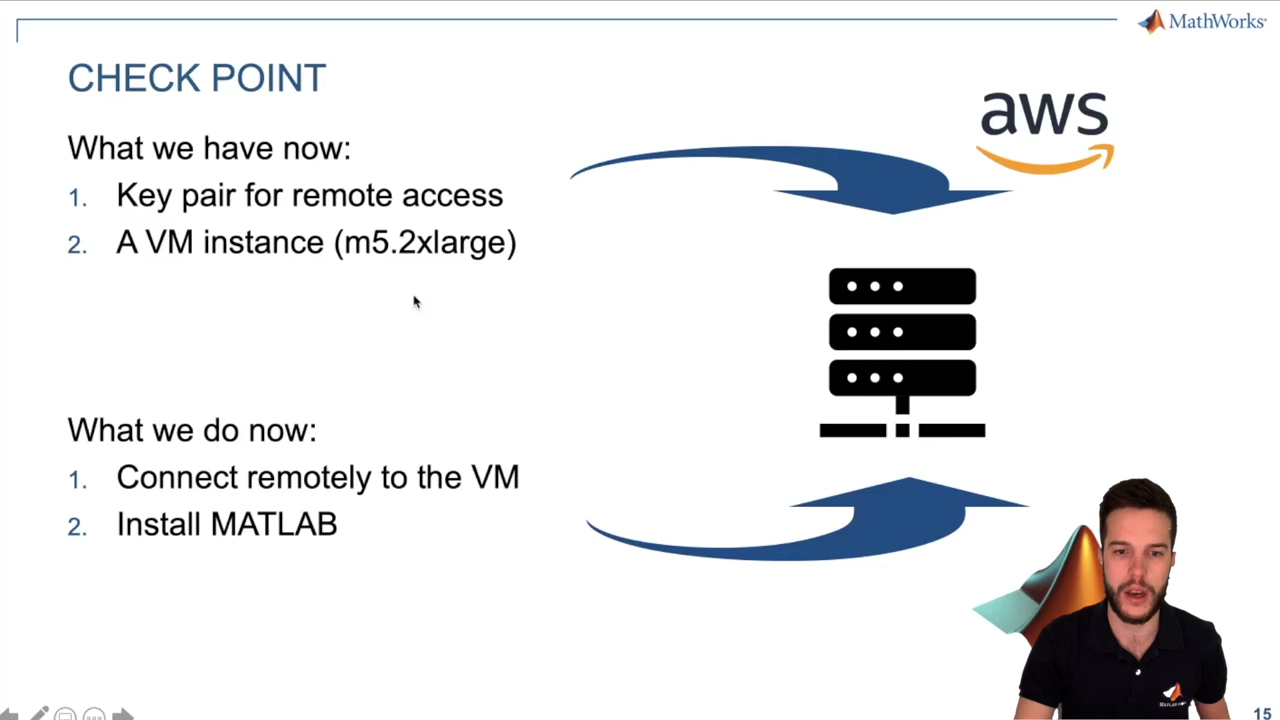 MathWorks
CHECK POINT
aws
What we have now:
1. Key pair for remote access
2. A VM instance (m5.2xlarge)
What we do now:
1. Connect remotely to the VM
2. Install MATLAB
15